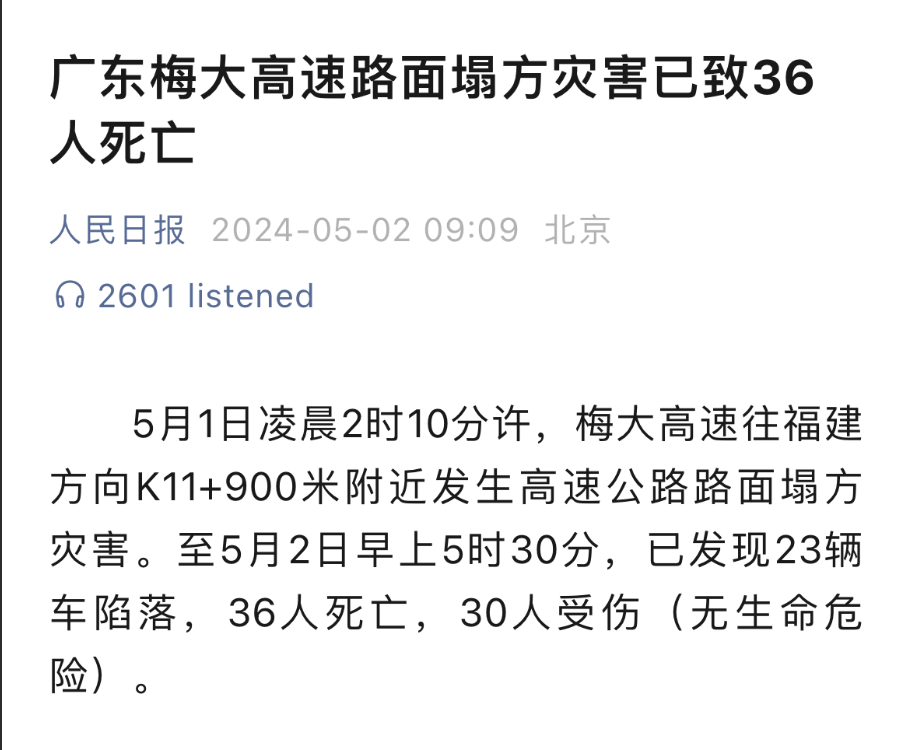 广东梅大高速路面塌方灾害已致36
人死亡
人民日报 2024-05-02 09:09 北京
2601 listened
5月1日凌晨2时10分许，梅大高速往福建
方向K11+900米附近发生高速公路路面塌方
灾害。至5月2日早上5时30分，已发现23辆
车陷落，36人死亡，30人受伤（无生命危
险）。